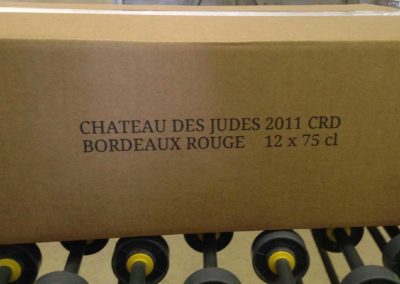 CHATEAU DES JUDES 2011 CRD
BORDEAUX ROUGE 12 x 75 cl